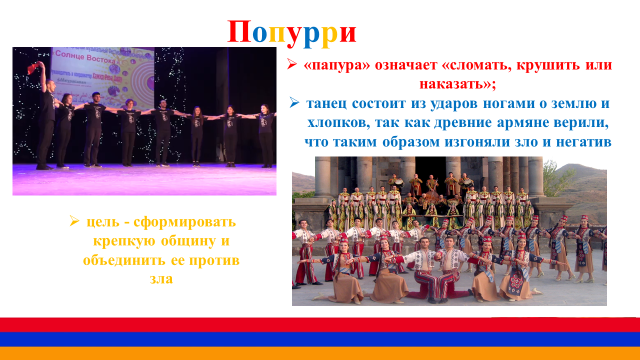 Попурри
Солнце Востока
➢ «папура» означает «сломать, крушить или
наказать»;
➢ танец состоит из ударов ногами о землю и
хлопков, так как древние армяне верили,
что таким образом изгоняли зло и негатив
➢ цель - сформировать
крепкую общину и
объединить ее против
зла